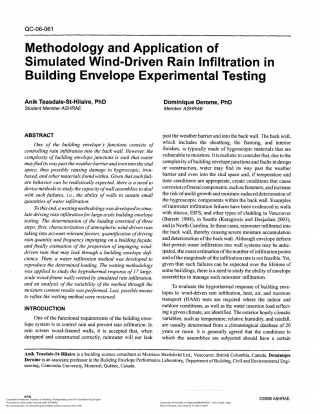 QC-06-061
Methodology and Application of
Simulated Wind-Driven Rain Infiltration in
Building Envelope Experimental Testing
Anik Teasdale-St-Hilaire, PhD
Student Member ASHRAE
Dominique Derome, PhD
Member ASHRAE
ABSTRACT
One of the building envelope's functions consists of
controlling rain infiltration into the back wall. However, the
complexity of building envelope junctions is such that water
may find its way past the weather barrier and even into the stud
space, thus possibly causing damage to hygroscopic, iron-
based, and other materials found within. Given that such fail-
ure behavior can be realistically expected, there is a need to
devise methods to study the capacity of wall assemblies to deal
with such failures, i.e., the ability of walls to sustain small
quantities of water infiltration.
To this end, a wetting methodology was developed to simu-
late driving rain infiltration for large-scale building envelope
testing. The determination of the loading consisted of three
steps: first, characterization of atmospheric wind-driven rain
taking into account relevant factors, quantification of driving
rain quantity and frequency impinging on a building façade,
and finally estimation of the proportion of impinging wind-
driven rain that may leak through a building envelope defi-
ciency. Then, a water infiltration method was developed to
reproduce the determined loading. The wetting methodology
was applied to study the hygrothermal response of 17 large-
scale wood-frame walls wetted by simulated rain infiltration,
and an analysis of the suitability of the method through the
moisture content results was performed. Last, possible means
to refine the wetting method were reviewed.
INTRODUCTION
One of the functional requirements of the building enve-
lope system is to control rain and prevent rain infiltration. In
rain screen wood-framed walls, it is accepted that, when
designed and constructed correctly, rainwater will not leak
past the weather barrier and into the back wall. The back wall,
which includes the sheathing, the framing, and interior
finishes, is typically made of hygroscopic materials that are
vulnerable to moisture. It is realistic to consider that, due to the
complexity of building envelope junctions and faults in design
or construction, water may find its way past the weather
barrier and even into the stud space and, if temperature and
time conditions are appropriate, create conditions that cause
corrosion of metal components, such as fasteners, and increase
the risk of mold growth and moisture-induced deterioration of
the hygroscopic components within the back wall. Examples
of rainwater infiltration failures have been evidenced in walls
with stucco, EIFS, and other types of cladding in Vancouver
(Barrett 1998), in Seattle (Kanuginis and Desjarlais 2003),
and in North Carolina. In these cases, rainwater infiltrated into
the back wall, thereby causing severe moisture accumulation
and deterioration of the back wall. Although envelope defects
that permit water infiltration into wall systems may be antic-
ipated, the exact estimation of the number of infiltration points
and of the magnitude of the infiltration rate is not feasible. Yet,
given that such failures can be expected over the lifetime of
some buildings, there is a need to study the ability of envelope
assemblies to manage such rainwater infiltration.
To evaluate the hygrothermal response of building enve-
lopes to wind-driven rain infiltration, heat, air, and moisture
transport (HAM) tests are required where the indoor and
outdoor conditions, as well as the water insertion load reflect-
ing a given climate, are identified. The exterior hourly climatic
variables, such as temperature, relative humidity, and rainfall,
are usually determined from a climatological database of 20
years or more. It is generally agreed that the conditions to
which the assemblies are subjected should have a certain
Anik Teasdale-St-Hilaire is a building science consultant at Morrison Hershfield Ltd., Vancouver, British Columbia, Canada. Dominique
Derome is an associate professor in the Building Envelope Performance Laboratory, Department of Building, Civil and Environmental Engi-
neering, Concordia University, Montreal, Québec, Canada.
©2006 ASHRAE.